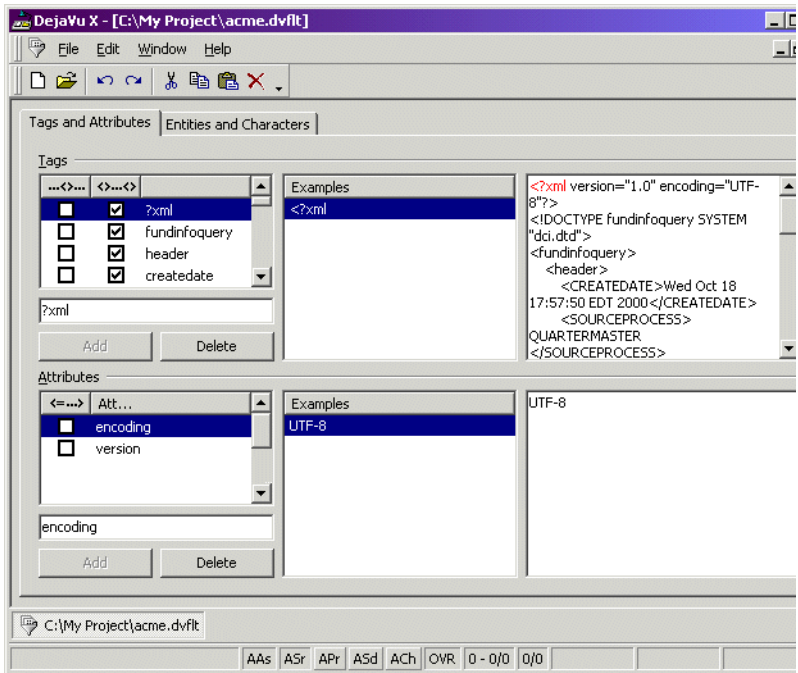 DejaVu X - [C:\My Project\acme.dvflt]
File Edit Window Help
Tags and Attributes Entities and Characters
Tags
...<>... <>...<>
?xml
fundinfoquery
header
createdate
?xml
Add Delete
Examples
<?xml
<?xml version="1.0" encoding="UTF-
8"?>
<!DOCTYPE fundinfoquery SYSTEM
"dci.dtd">
<fundinfoquery>
<header>
<CREATEDATE>Wed Oct 18
17:57:50 EDT 2000</CREATEDATE>
<SOURCEPROCESS>
QUARTERMASTER
</SOURCEPROCESS>
Attributes
<=...> Att...
encoding
version
encoding
Add Delete
Examples
UTF-8
UTF-8
C:\My Project\acme.dvflt
AAs ASr APr ASd ACh OVR 0 - 0/0 0/0